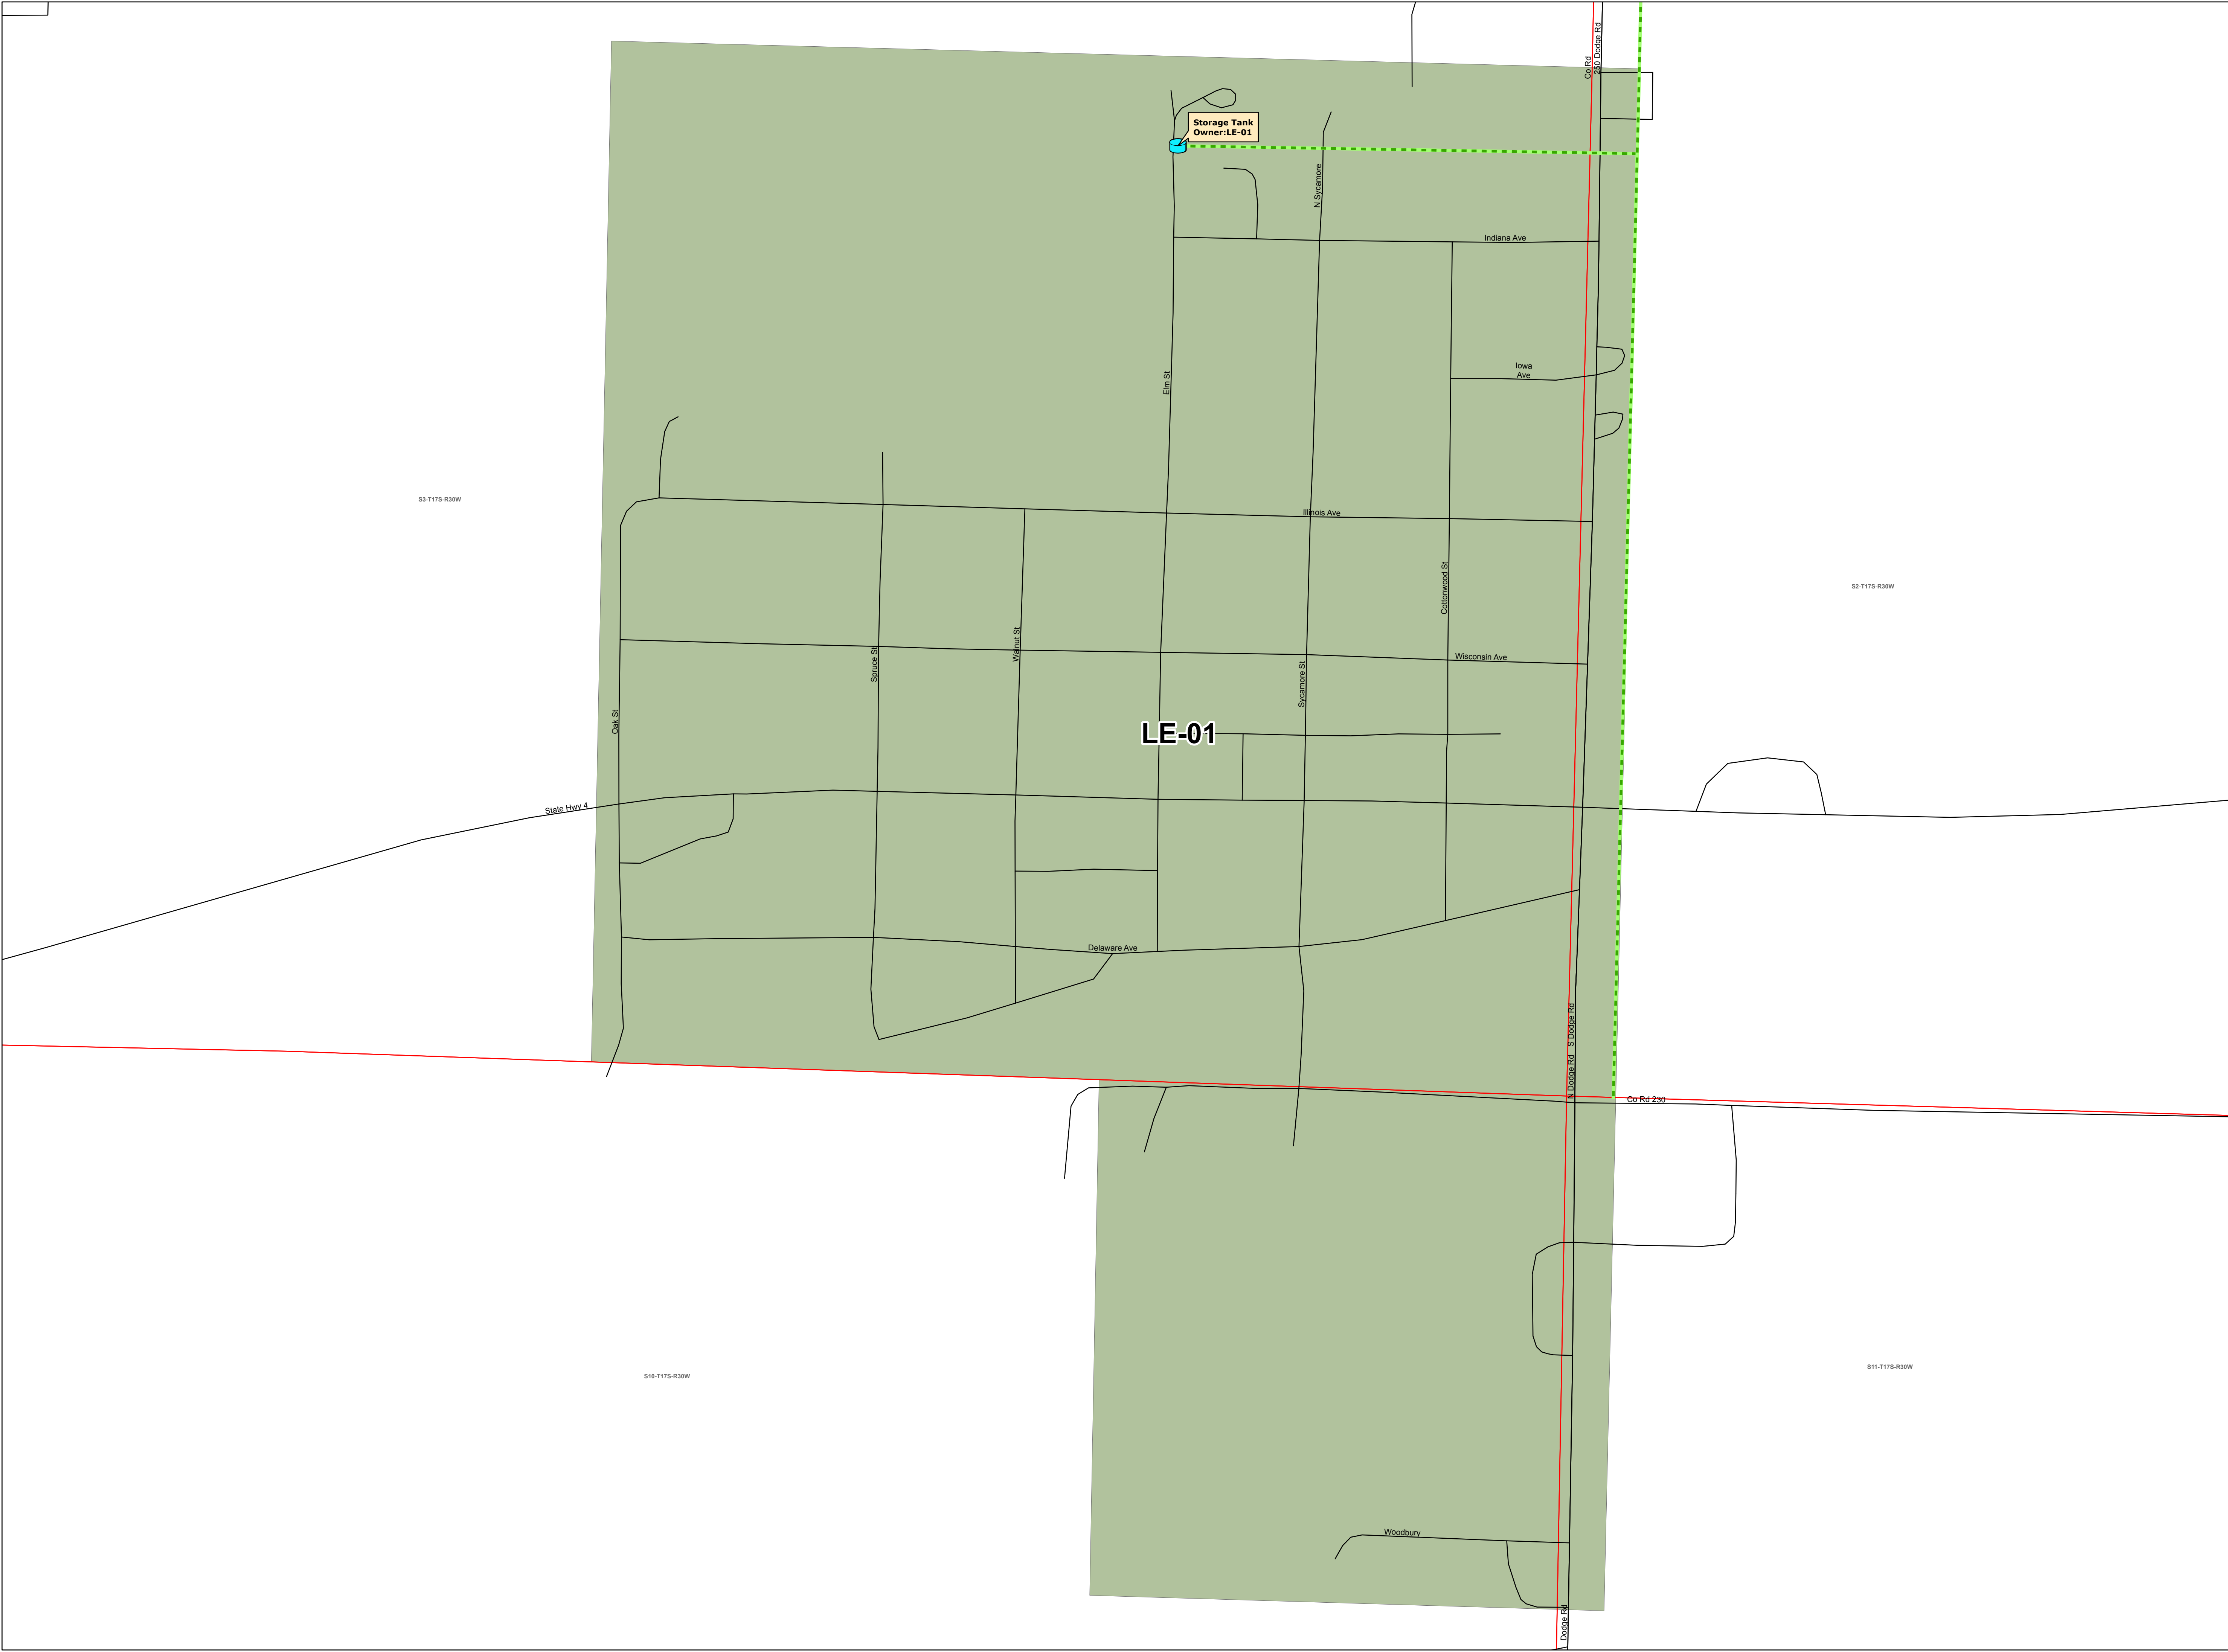 Co Rd
250 Dodge Rd
Storage Tank
Owner:LE-01
N Sycamore
Indiana Ave
Iowa
Ave
Elm St
S3-T17S-R30W
Illinois Ave
Cottonwood St
S2-T17S-R30W
Walnut St
Spruce St
Wisconsin Ave
Sycamore St
Oak St
LE-01
State Hwy 4
Delaware Ave
S Dodge Rd
N Dodge Rd
Co Rd 230
S10-T17S-R30W
S11-T17S-R30W
Woodbury
Dodge Rd